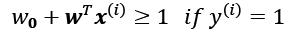 w₀ + wᵀx⁽ⁱ⁾ ≥ 1 if y⁽ⁱ⁾ = 1